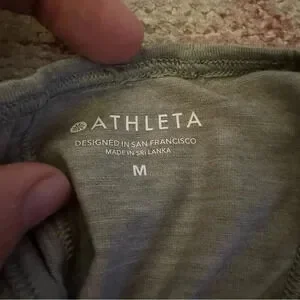 ATHLETA
DESIGNED IN SAN FRANCISCO
MADE IN SRI LANKA
M